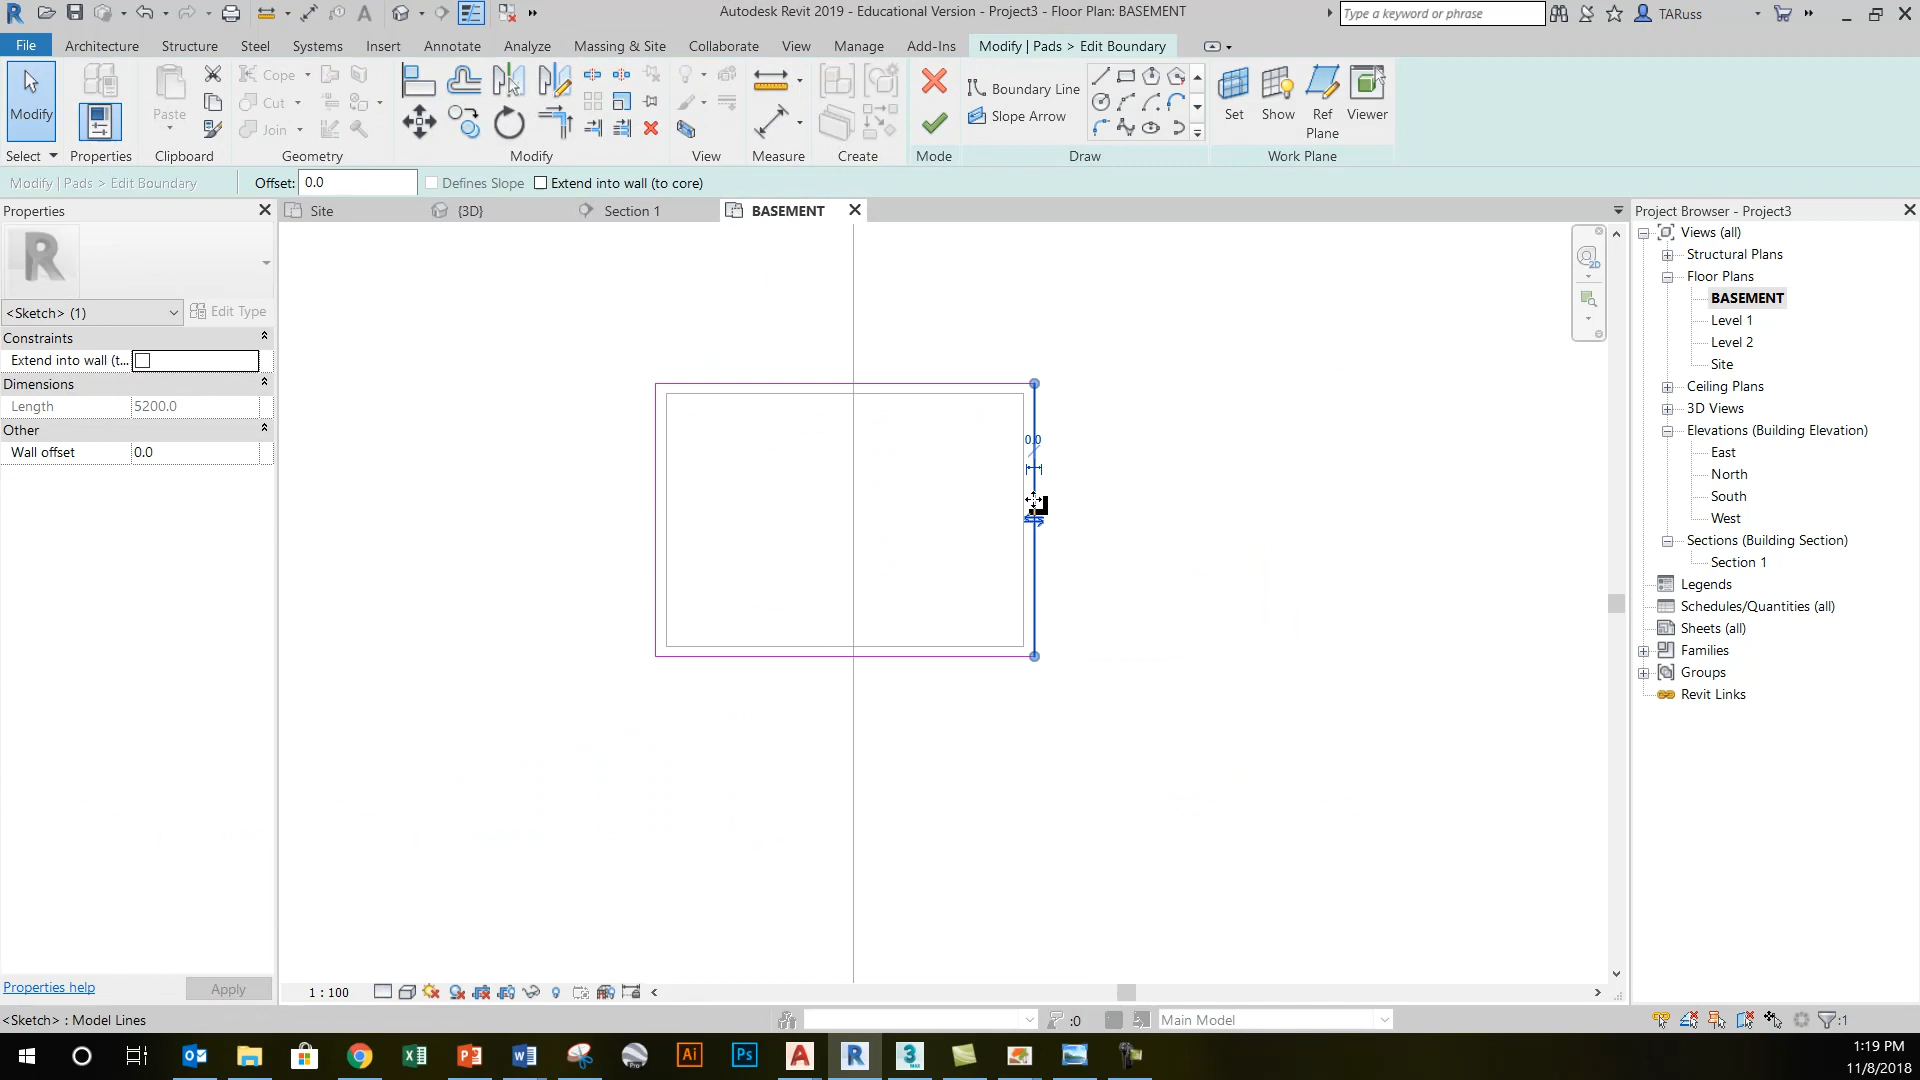 Autodesk Revit 2019 - Educational Version - Project3 - Floor Plan: BASEMENT
Type a keyword or phrase
TARuss
File
Architecture
Structure
Steel
Systems
Insert
Annotate
Analyze
Massing & Site
Collaborate
View
Manage
Add-Ins
Modify | Pads > Edit Boundary
Modify
Paste
Cope
Cut
Join
Boundary Line
Slope Arrow
Set
Show
Ref
Plane
Viewer
Select
Properties
Clipboard
Geometry
Modify
View
Measure
Create
Mode
Draw
Work Plane
Modify | Pads > Edit Boundary
Offset:
0.0
Defines Slope
Extend into wall (to core)
Properties
Site
{3D}
Section 1
BASEMENT
Project Browser - Project3
<Sketch> (1)
Edit Type
Constraints
Extend into wall (t...
Dimensions
Length
5200.0
Other
Wall offset
0.0
Properties help
Apply
0.0
Views (all)
Structural Plans
Floor Plans
BASEMENT
Level 1
Level 2
Site
Ceiling Plans
3D Views
Elevations (Building Elevation)
East
North
South
West
Sections (Building Section)
Section 1
Legends
Schedules/Quantities (all)
Sheets (all)
Families
Groups
Revit Links
1 : 100
<Sketch> : Model Lines
:0
Main Model
:1
1:19 PM
11/8/2018